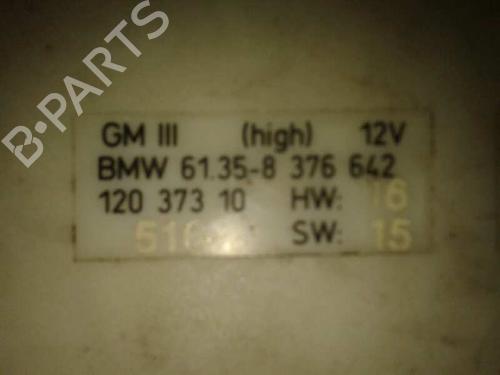 B-PARTS
GM III (high) 12V
BMW 61.35-8 376 642
120 373 10 HW: 16
SW: 15